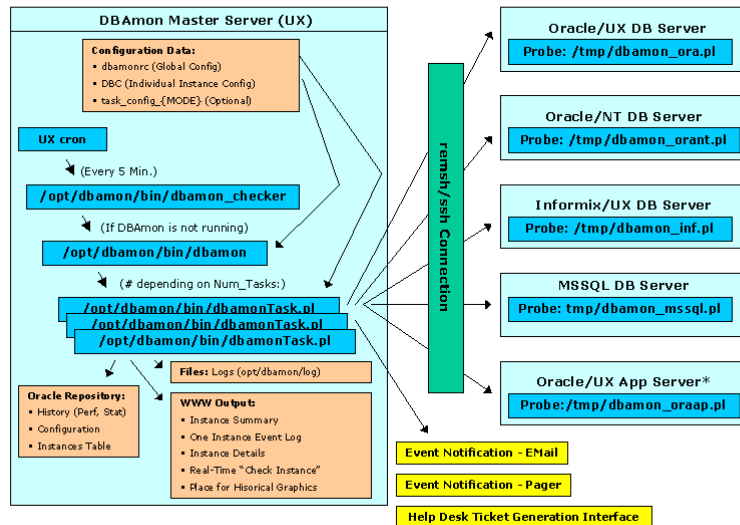 DBAmon Master Server (UX)
Configuration Data:
• dbamonrc (Global Config)
• DBC (Individual Instance Config)
• task_config_{MODE} (Optional)
UX cron
(Every 5 Min.)
/opt/dbamon/bin/dbamon_checker
(If DBAmon is not running)
/opt/dbamon/bin/dbamon
(# depending on Num_Tasks:)
/opt/dbamon/bin/dbamonTask.pl
/opt/dbamon/bin/dbamonTask.pl
/opt/dbamon/bin/dbamonTask.pl
Files: Logs (opt/dbamon/log)
Oracle Repository:
• History (Perf, Stat)
• Configuration
• Instances Table
WWW Output:
• Instance Summary
• One Instance Event Log
• Instance Details
• Real-Time “Check Instance”
• Place for Hisorical Graphics
remsh/ssh Connection
Oracle/UX DB Server
Probe: /tmp/dbamon_ora.pl
Oracle/NT DB Server
Probe: /tmp/dbamon_orant.pl
Informix/UX DB Server
Probe: /tmp/dbamon_inf.pl
MSSQL DB Server
Probe: tmp/dbamon_mssql.pl
Oracle/UX App Server*
Probe:/tmp/dbamon_oraap.pl
Event Notification - EMail
Event Notification - Pager
Help Desk Ticket Generation Interface